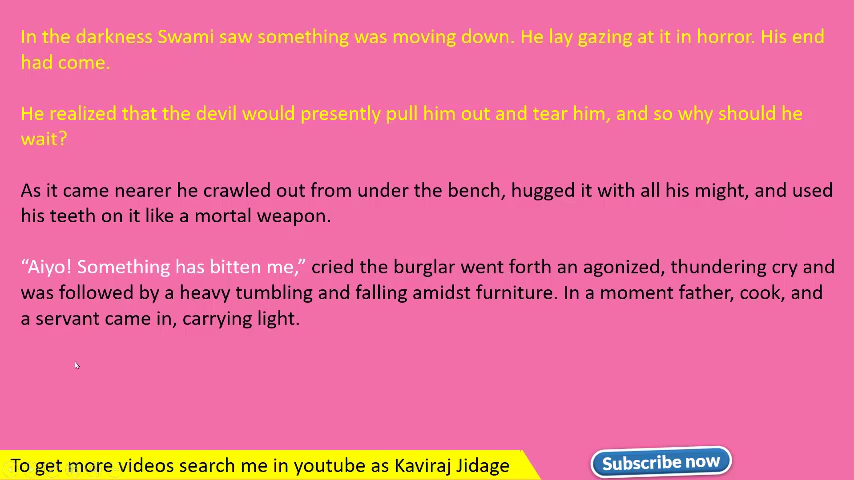 In the darkness Swami saw something was moving down. He lay gazing at it in horror. His end
had come.
He realized that the devil would presently pull him out and tear him, and so why should he
wait?
As it came nearer he crawled out from under the bench, hugged it with all his might, and used
his teeth on it like a mortal weapon.
“Aiyo! Something has bitten me,” cried the burglar went forth an agonized, thundering cry and
was followed by a heavy tumbling and falling amidst furniture. In a moment father, cook, and
a servant came in, carrying light.
To get more videos search me in youtube as Kaviraj Jidage
Subscribe now